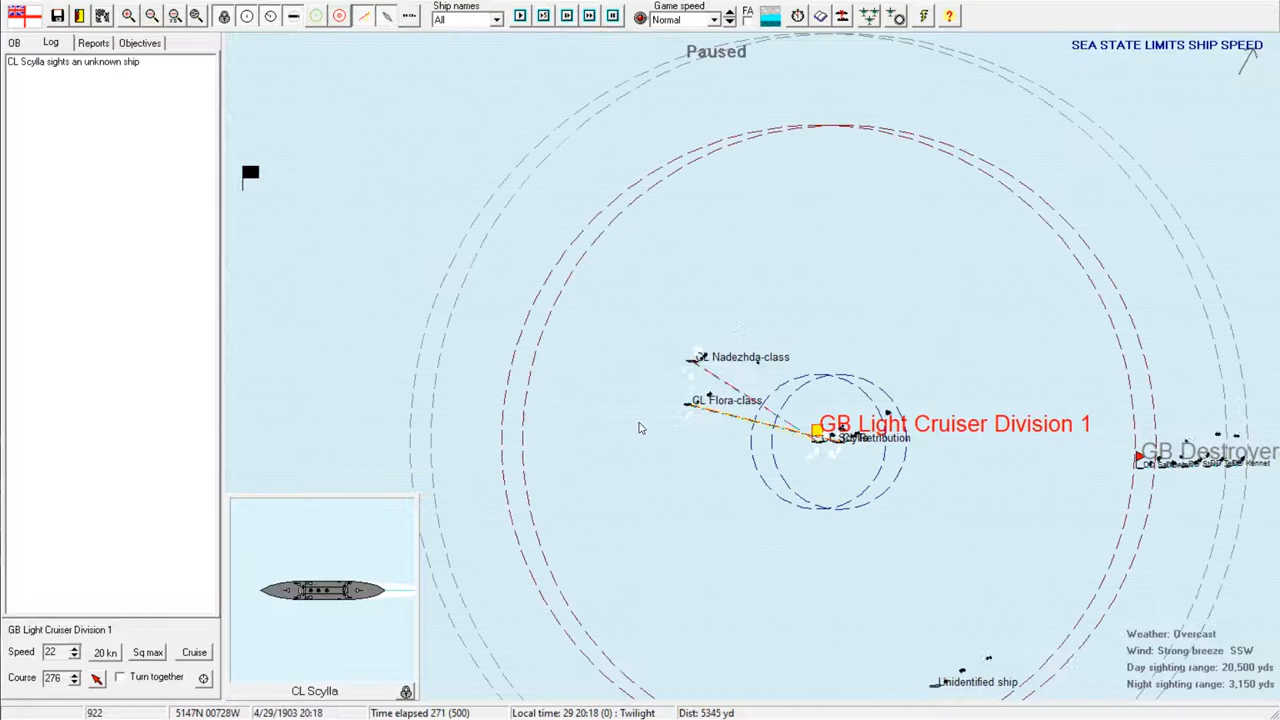 Ship names
All
Game speed
Normal
FA
?
OB Log Reports Objectives
CL Scylla sights an unknown ship
Paused
SEA STATE LIMITS SHIP SPEED
CL Nadezhda-class
CL Flora-class
GB Light Cruiser Division 1
Retribution
GB Destroyer
Kennet
Unidentified ship
Weather: Overcast
Wind: Strong breeze SSW
Day sighting range: 20,500 yds
Night sighting range: 3,150 yds
GB Light Cruiser Division 1
Speed 22 20 kn Sq max Cruise
Course 276 Turn together
CL Scylla
922 5147N 00728W 4/29/1903 20:18 Time elapsed 271 (500) Local time: 29 20:18 (0) : Twilight Dist: 5345 yd